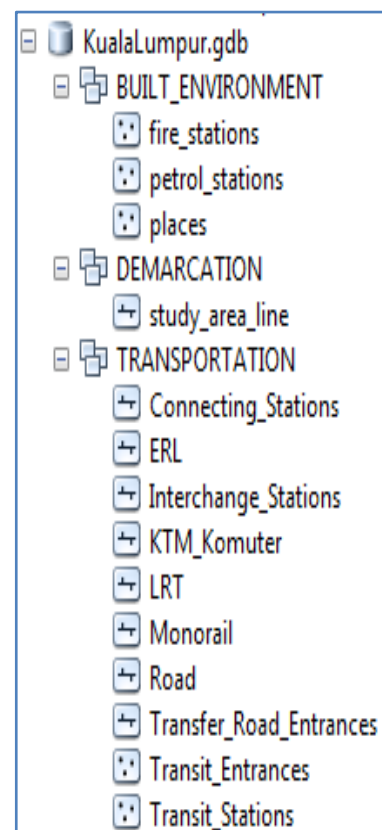 KualaLumpur.gdb
BUILT_ENVIRONMENT
fire_stations
petrol_stations
places
DEMARCATION
study_area_line
TRANSPORTATION
Connecting_Stations
ERL
Interchange_Stations
KTM_Komuter
LRT
Monorail
Road
Transfer_Road_Entrances
Transit_Entrances
Transit_Stations